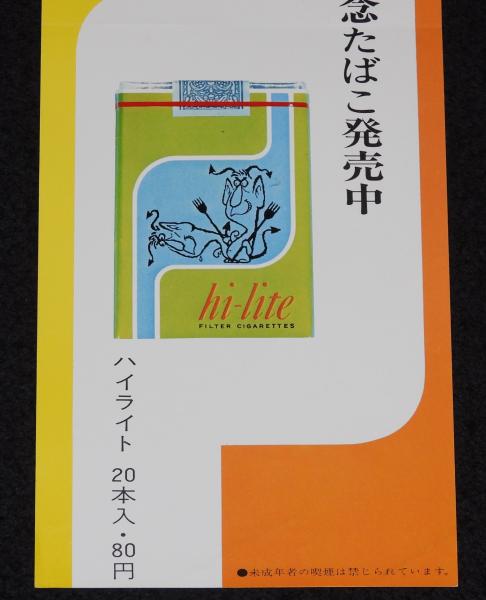 念たばこ発売中
hi-lite
FILTER CIGARETTES
ハイライト 20本入・80円
●未成年者の喫煙は禁じられています。